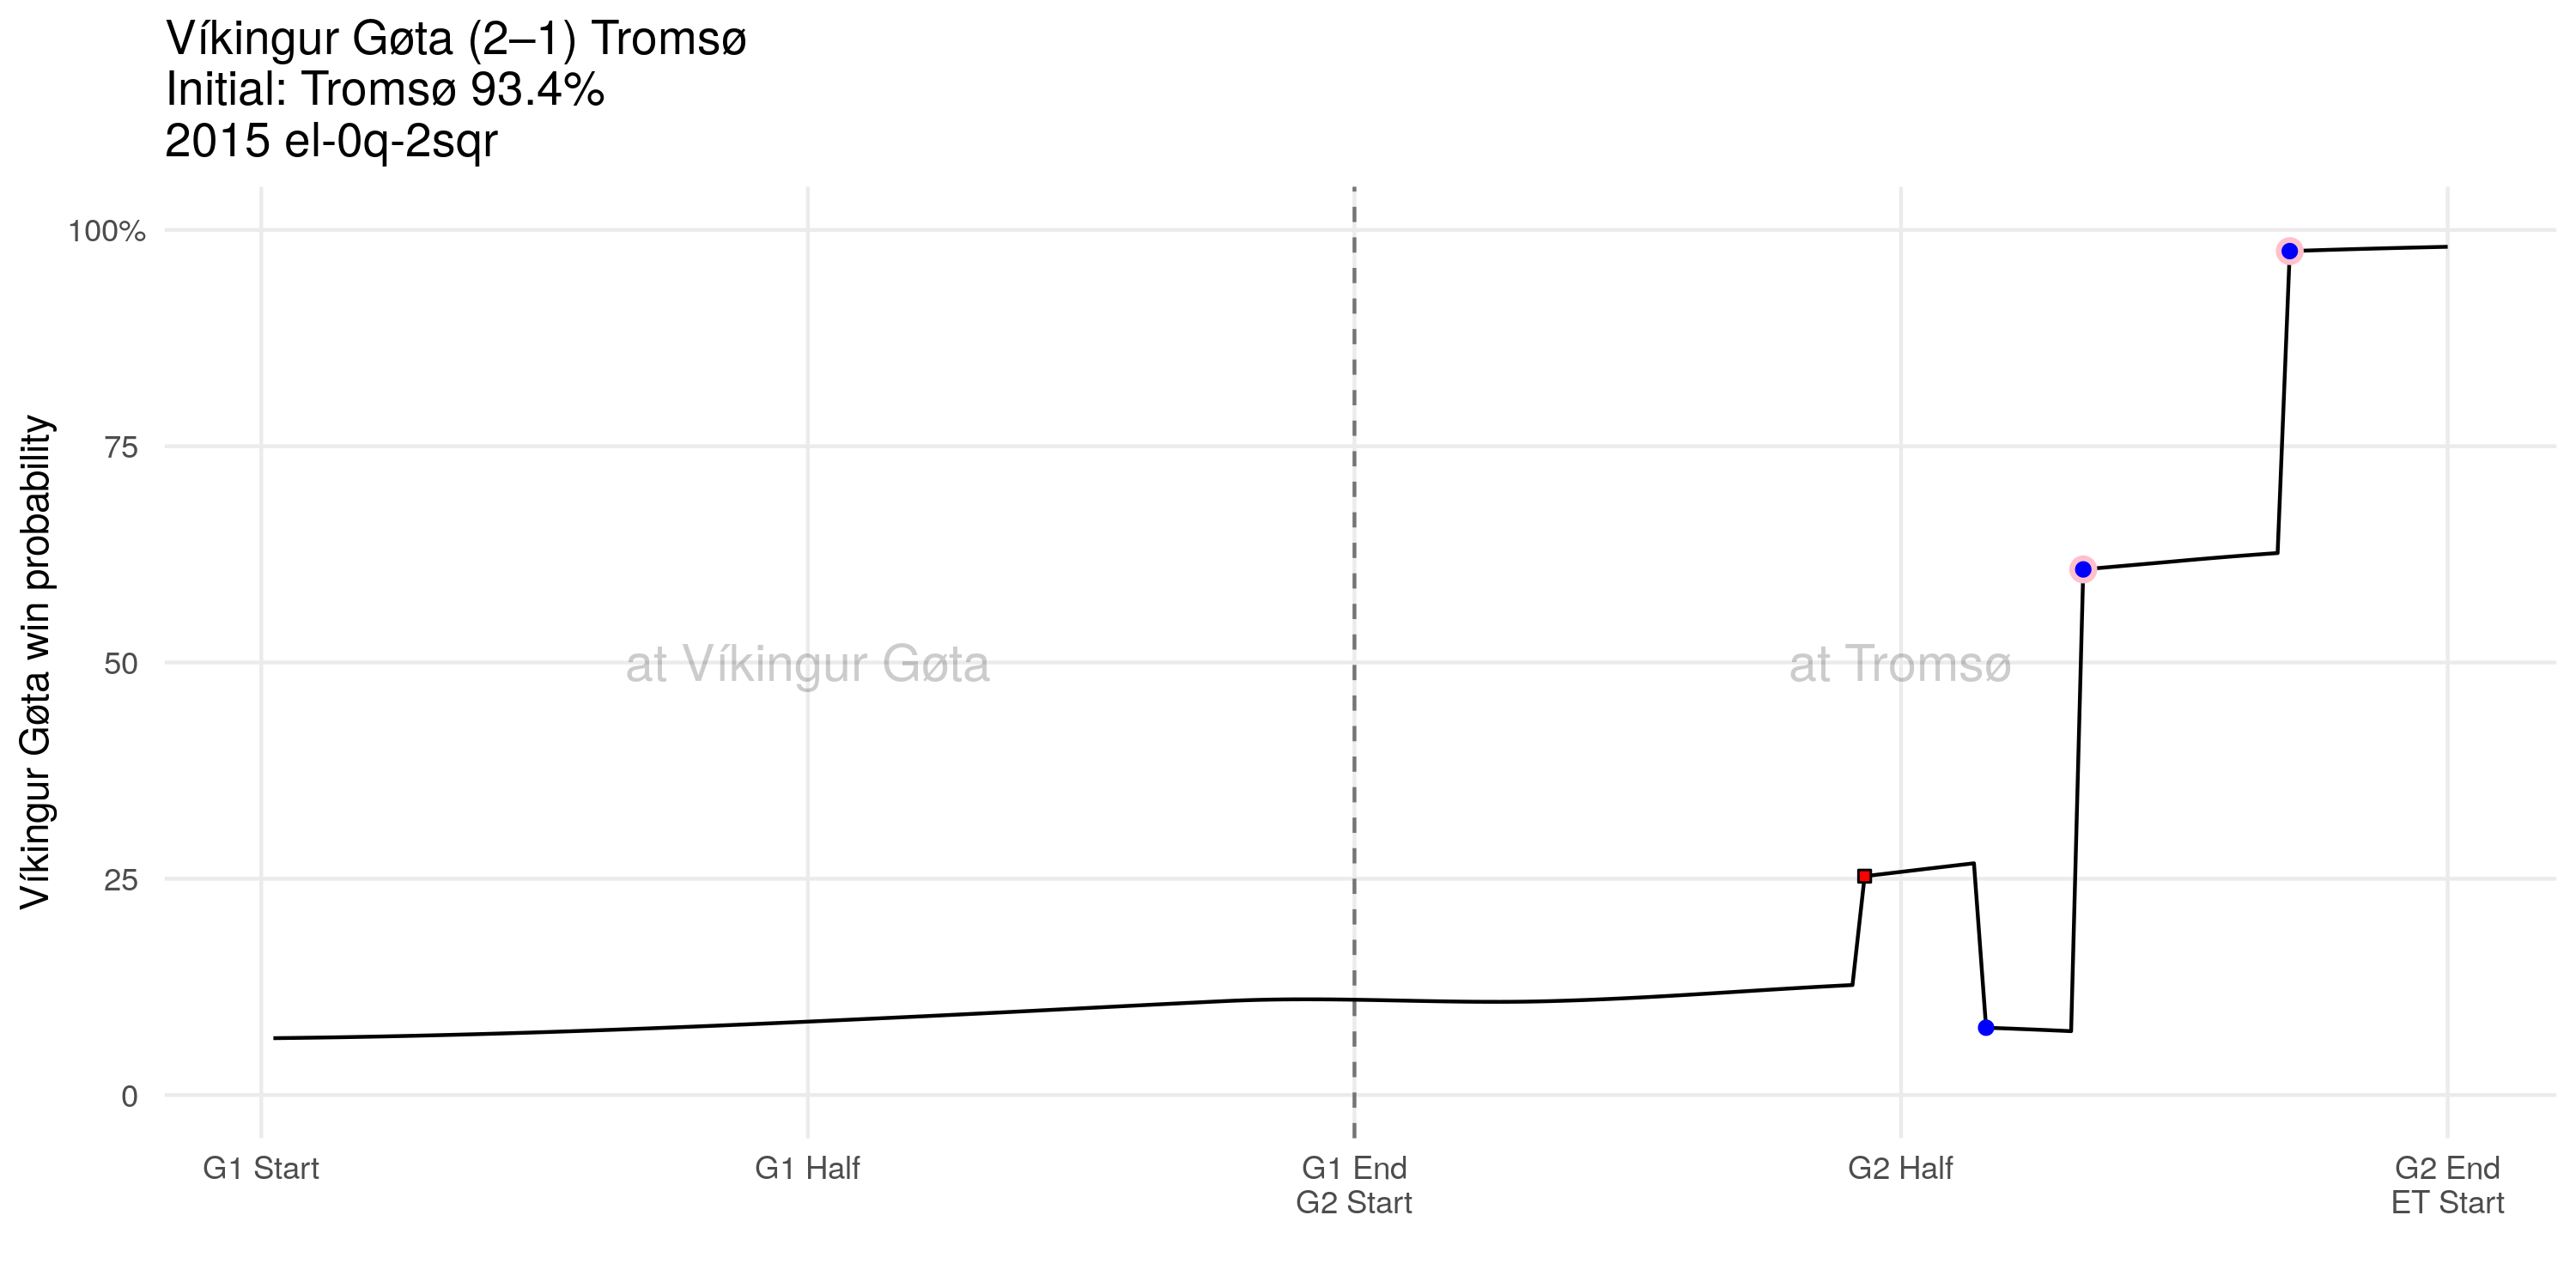 Víkingur Gøta (2–1) Tromsø
Initial: Tromsø 93.4%
2015 el-0q-2sqr
Víkingur Gøta win probability
100%
75
50
25
0
at Víkingur Gøta
at Tromsø
G1 Start
G1 Half
G1 End
G2 Start
G2 Half
G2 End
ET Start